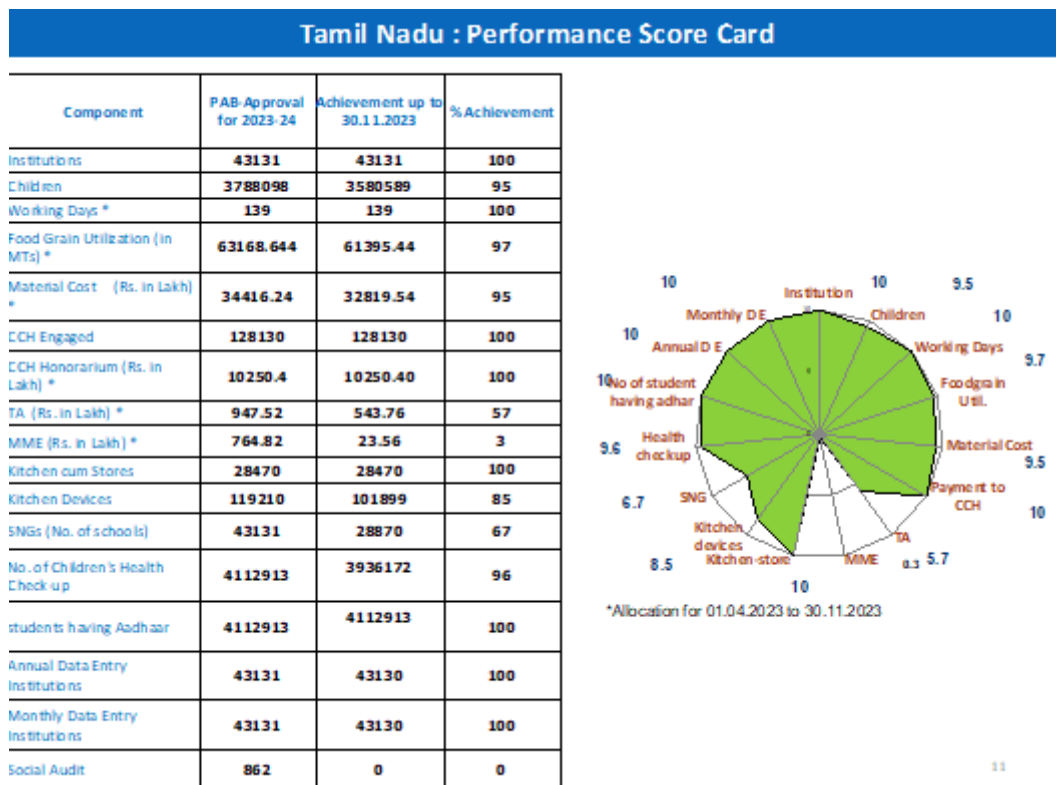 Tamil Nadu : Performance Score Card
Component PAB-Approval for 2023-24 Achievement up to 30.11.2023 %Achievement
Institutions 43131 43131 100
Children 3788098 3580589 95
Working Days * 139 139 100
Food Grain Utilization (in MTs) * 63168.644 61395.44 97
Material Cost (Rs. in Lakh) * 34416.24 32819.54 95
CCH Engaged 128130 128130 100
CCH Honorarium (Rs. in Lakh) * 10250.4 10250.40 100
TA (Rs. in Lakh) * 947.52 543.76 57
MME (Rs. in Lakh) * 764.82 23.56 3
Kitchen cum Stores 28470 28470 100
Kitchen Devices 119210 101899 85
SNGs (No. of schools) 43131 28870 67
No. of Children's Health Check-up 4112913 3936172 96
students having Aadhaar 4112913 4112913 100
Annual Data Entry Institutions 43131 43130 100
Monthly Data Entry Institutions 43131 43130 100
Social Audit 862 0 0
Institution 10
Children 9.5
Working Days 10
Foodgrain Util. 9.7
Material Cost 9.5
Payment to CCH 10
TA 5.7
MME 0.3
Kitchen-store 10
Kitchen devices 8.5
SNG 6.7
Health checkup 9.6
No of student having adhar 10
Annual D E 10
Monthly D E 10
*Allocation for 01.04.2023 to 30.11.2023
11